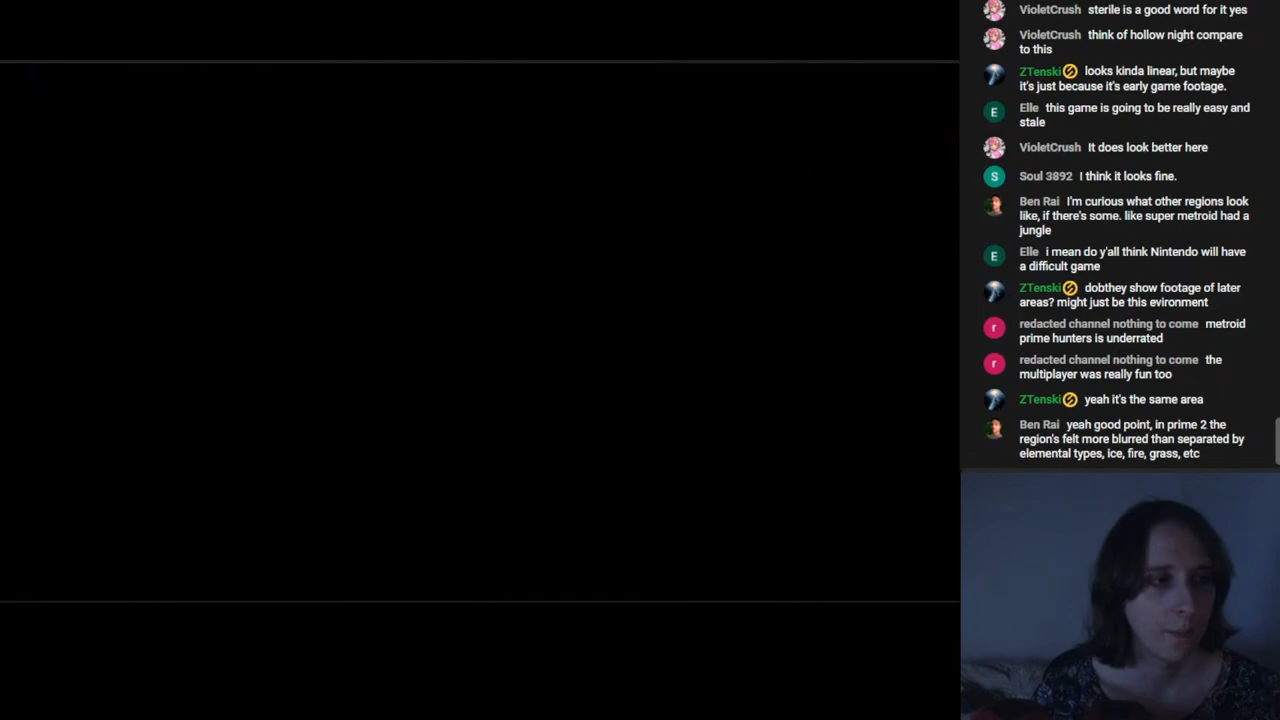 VioletCrush sterile is a good word for it yes
VioletCrush think of hollow night compare
to this
ZTenski looks kinda linear, but maybe
it's just because it's early game footage.
E Elle this game is going to be really easy and
stale
VioletCrush It does look better here
S Soul 3892 I think it looks fine.
Ben Rai I'm curious what other regions look
like, if there's some. like super metroid had a
jungle
E Elle i mean do y'all think Nintendo will have
a difficult game
ZTenski dobthey show footage of later
areas? might just be this evironment
r redacted channel nothing to come metroid
prime hunters is underrated
r redacted channel nothing to come the
multiplayer was really fun too
ZTenski yeah it's the same area
Ben Rai yeah good point, in prime 2 the
region's felt more blurred than separated by
elemental types, ice, fire, grass, etc